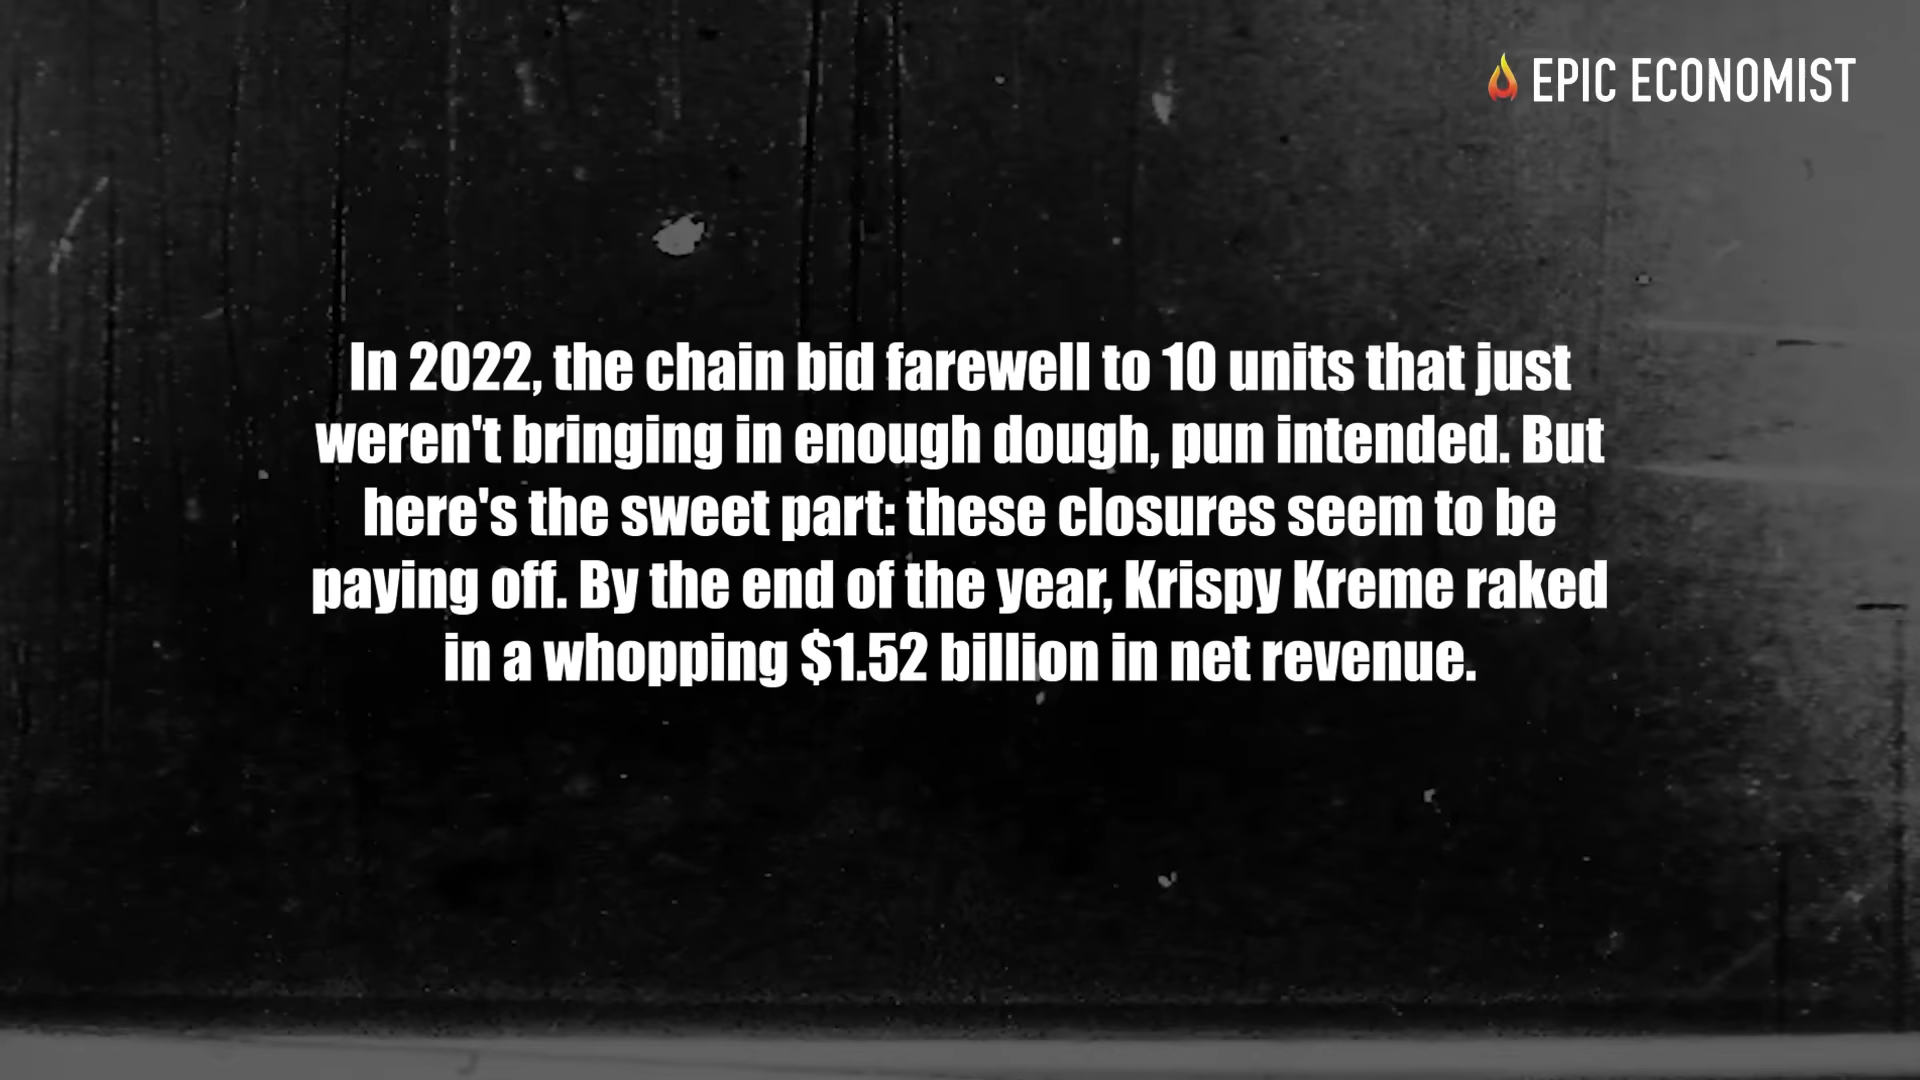 EPIC ECONOMIST
In 2022, the chain bid farewell to 10 units that just
weren't bringing in enough dough, pun intended. But
here's the sweet part: these closures seem to be
paying off. By the end of the year, Krispy Kreme raked
in a whopping $1.52 billion in net revenue.